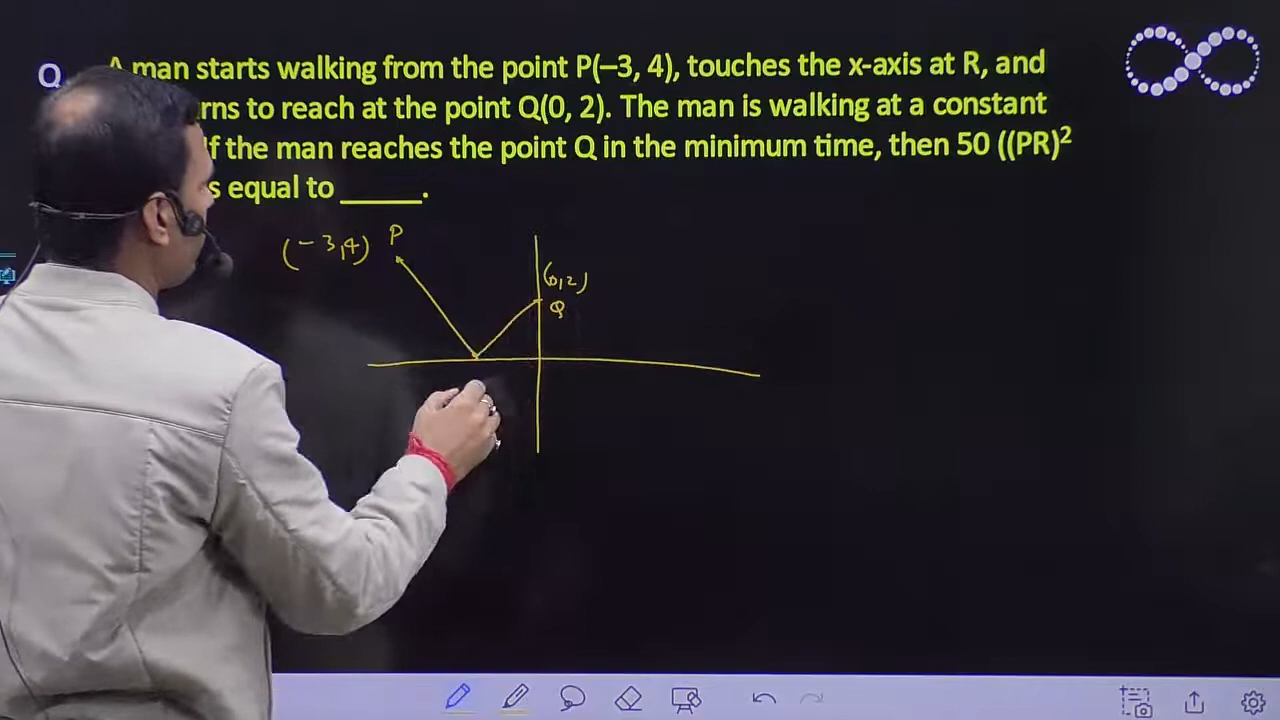 Q A man starts walking from the point P(–3, 4), touches the x-axis at R, and
rns to reach at the point Q(0, 2). The man is walking at a constant
If the man reaches the point Q in the minimum time, then 50 ((PR)²
s equal to _____.
(-3,4) P
(0,2)
Q